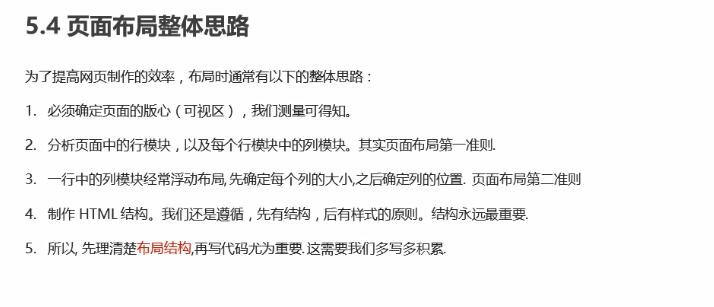 5.4 页面布局整体思路
为了提高网页制作的效率，布局时通常有以下的整体思路：
1. 必须确定页面的版心（可视区），我们测量可得知。
2. 分析页面中的行模块，以及每个行模块中的列模块。其实页面布局第一准则.
3. 一行中的列模块经常浮动布局, 先确定每个列的大小,之后确定列的位置. 页面布局第二准则
4. 制作 HTML 结构。我们还是遵循，先有结构，后有样式的原则。结构永远最重要.
5. 所以, 先理清楚布局结构,再写代码尤为重要. 这需要我们多写多积累.